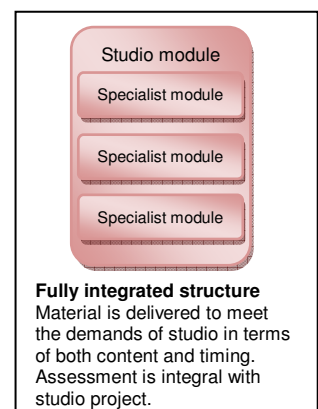 Studio module
Specialist module
Specialist module
Specialist module
Fully integrated structure
Material is delivered to meet
the demands of studio in terms
of both content and timing.
Assessment is integral with
studio project.